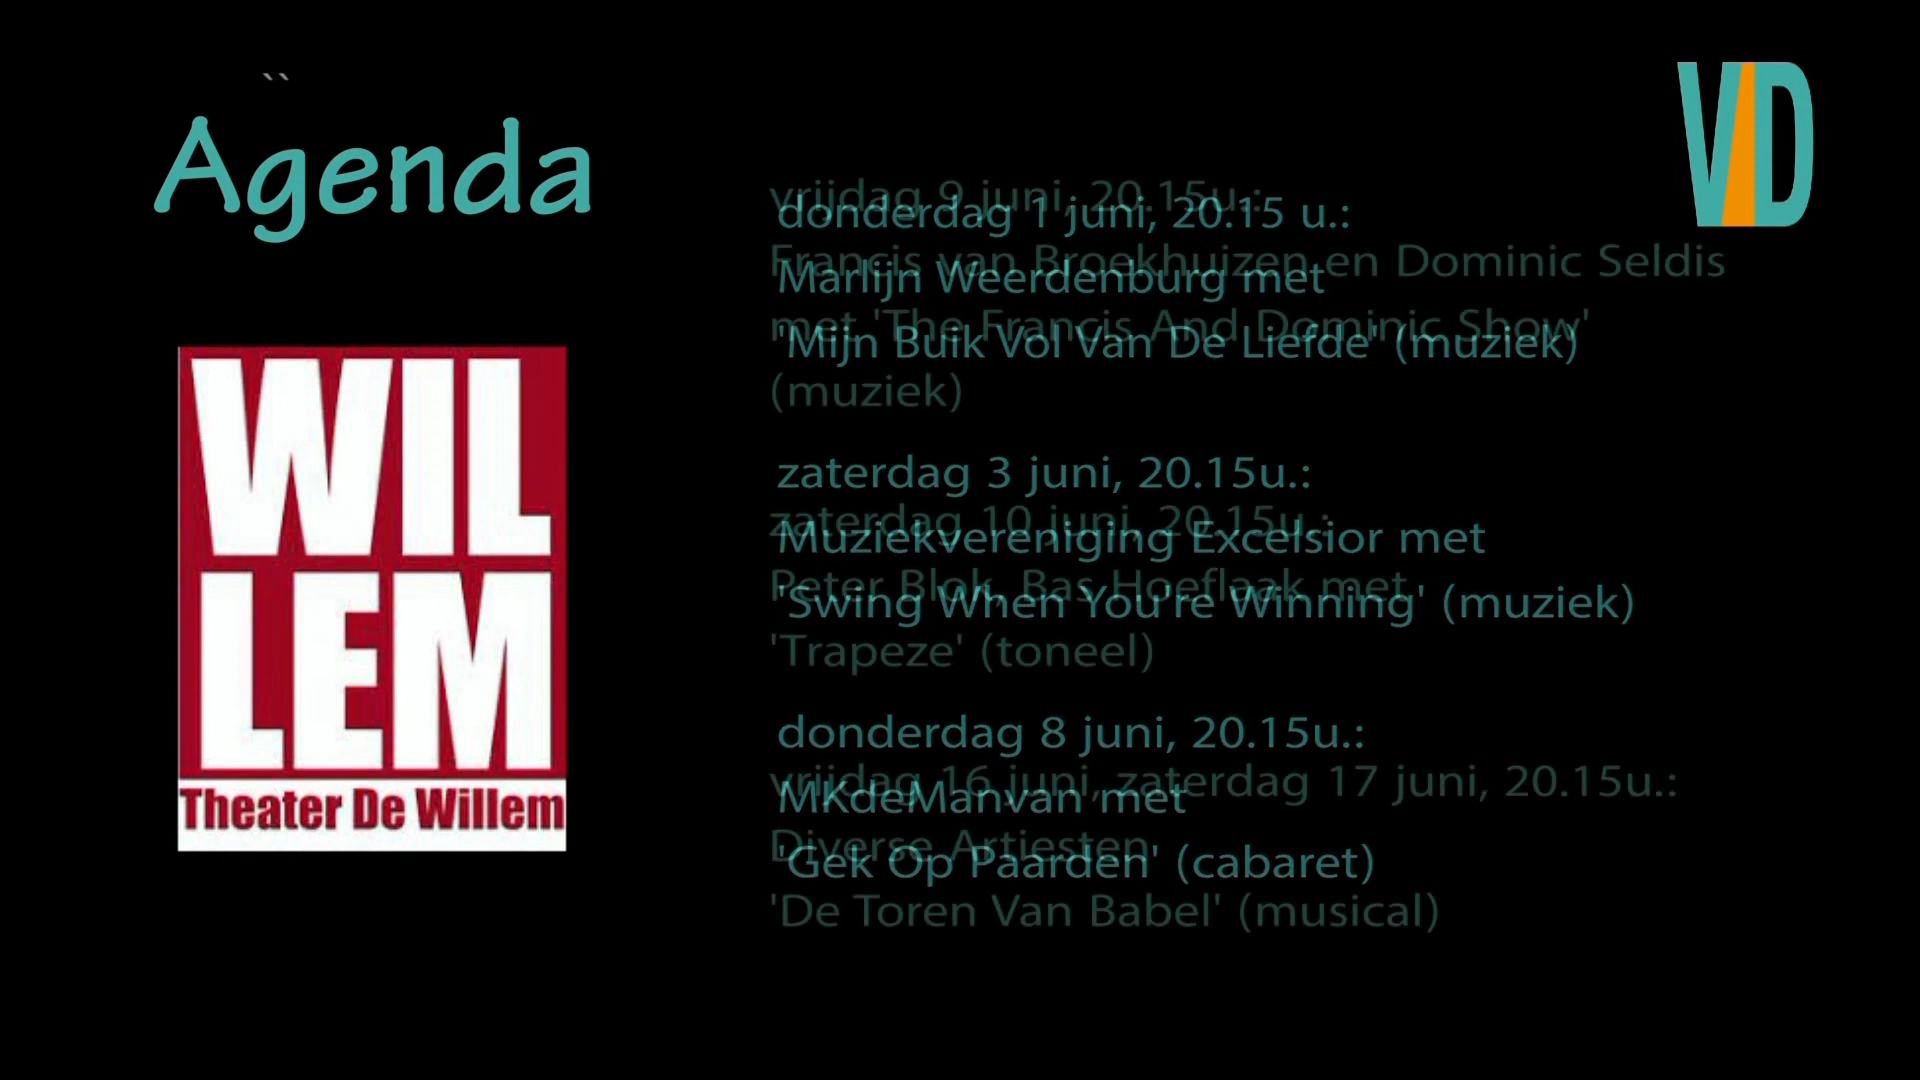 ``
Agenda
VD
WIL
LEM
Theater De Willem
donderdag 1 juni, 20.15 u.:
Marlijn Weerdenburg met
'Mijn Buik Vol Van De Liefde' (muziek)
zaterdag 3 juni, 20.15u.:
Muziekvereniging Excelsior met
'Swing When You're Winning' (muziek)
donderdag 8 juni, 20.15u.:
MKdeManvan met
'Gek Op Paarden' (cabaret)
vrijdag 9 juni, 20.15u.:
Francis van Broekhuizen en Dominic Seldis
met 'The Francis And Dominic Show'
(muziek)
zaterdag 10 juni, 20.15u.:
Peter Blok, Bas Hoeflaak met
'Trapeze' (toneel)
vrijdag 16 juni, zaterdag 17 juni, 20.15u.:
Diverse Artiesten
'De Toren Van Babel' (musical)